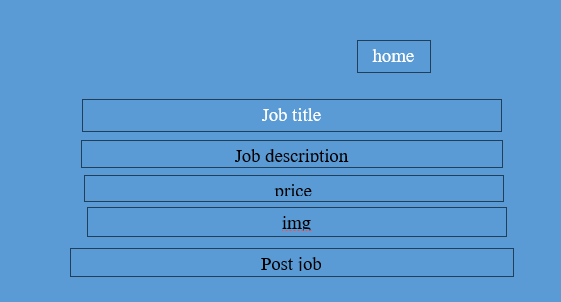 home
Job title
Job description
price
img
Post job